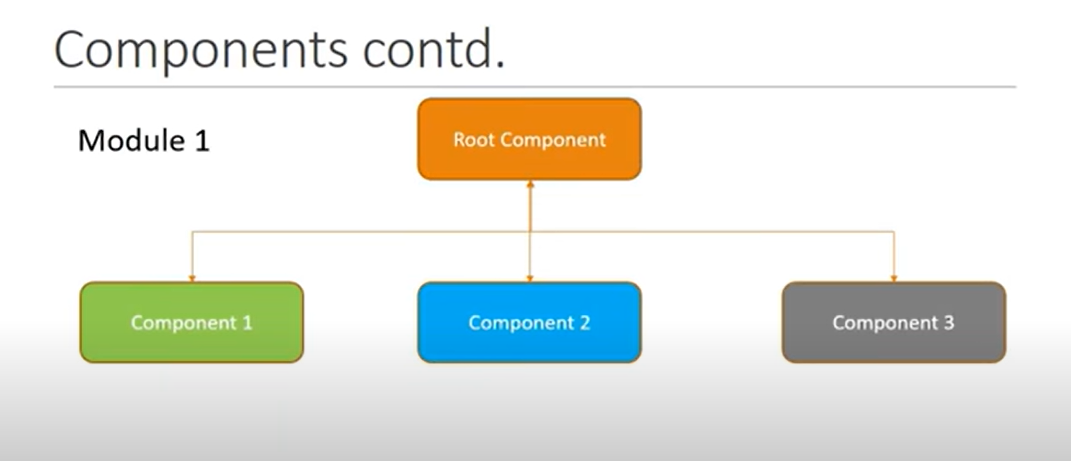 Components contd.
Module 1
Root Component
Component 1
Component 2
Component 3